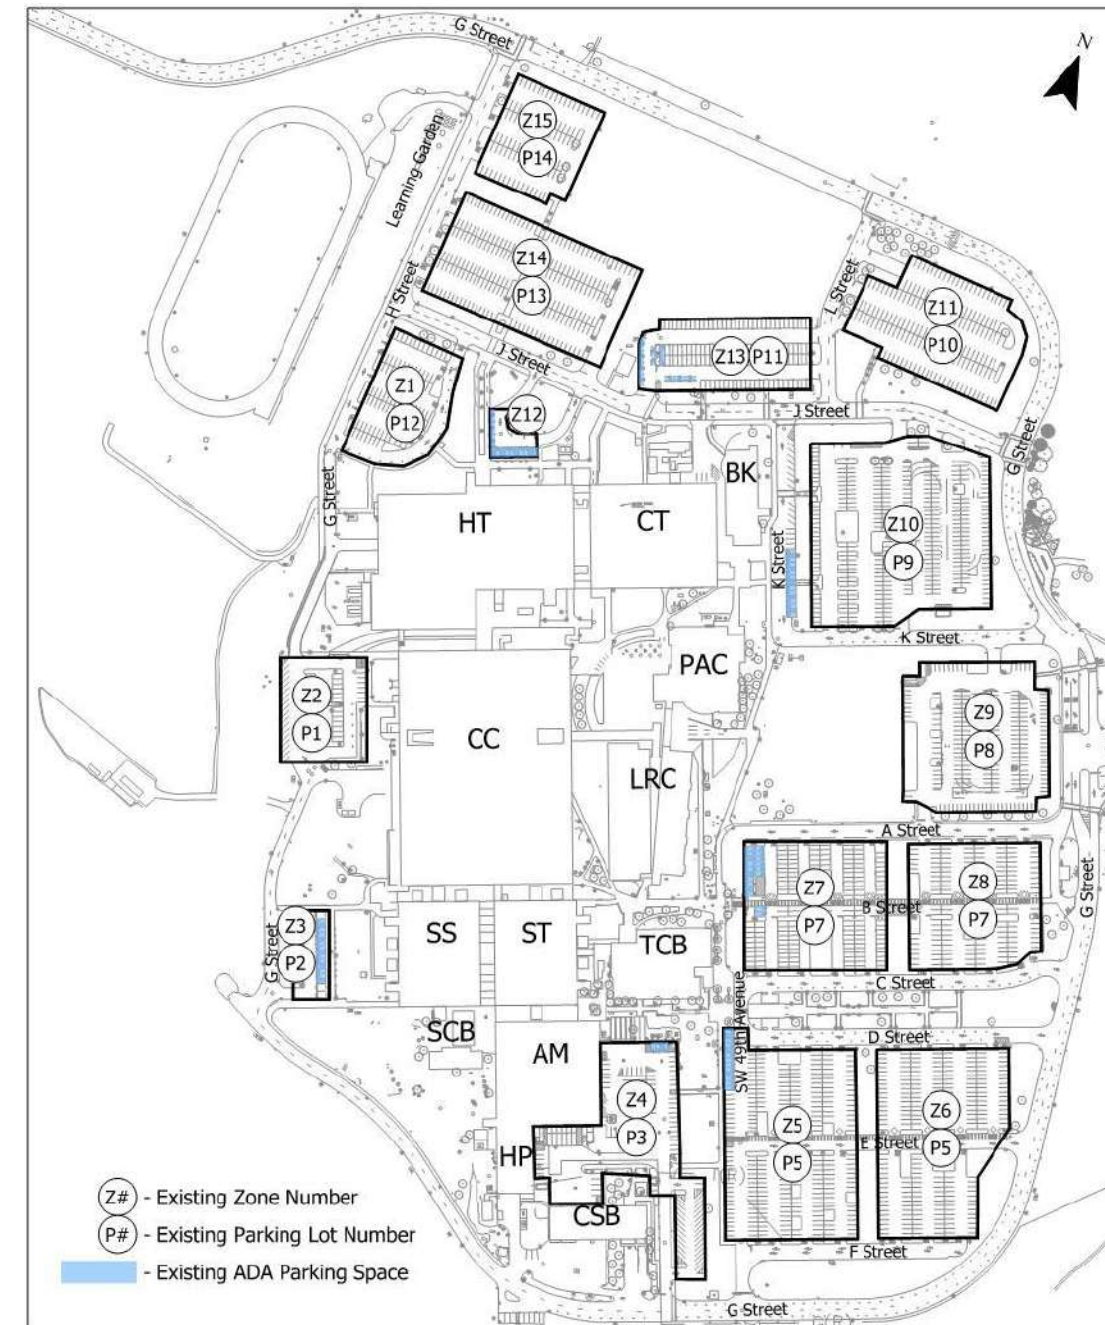 G Street
N
Z15
P14
Learning Garden
Z14
P13
H Street
L Street
Z11
P10
J Street
Z13 P11
Z1
P12
Z12
J Street
G Street
BK
HT
CT
Z10
P9
G Street
K Street
K Street
PAC
Z2
P1
CC
Z9
P8
LRC
A Street
Z7
Z8
B Street
P7
P7
G Street
Z3
P2
G Street
SS
ST
TCB
C Street
SW 49th Avenue
D Street
SCB
AM
Z4
P3
Z5
P5
Z6
E Street
P5
HP
CSB
F Street
G Street
Z# - Existing Zone Number
P# - Existing Parking Lot Number
- Existing ADA Parking Space